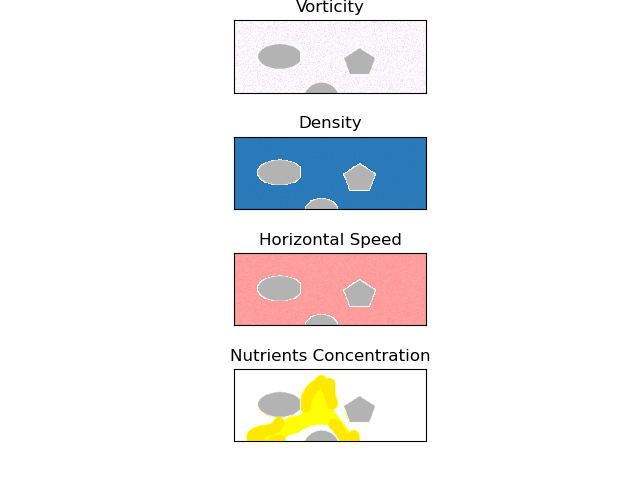 Vorticity
Density
Horizontal Speed
Nutrients Concentration